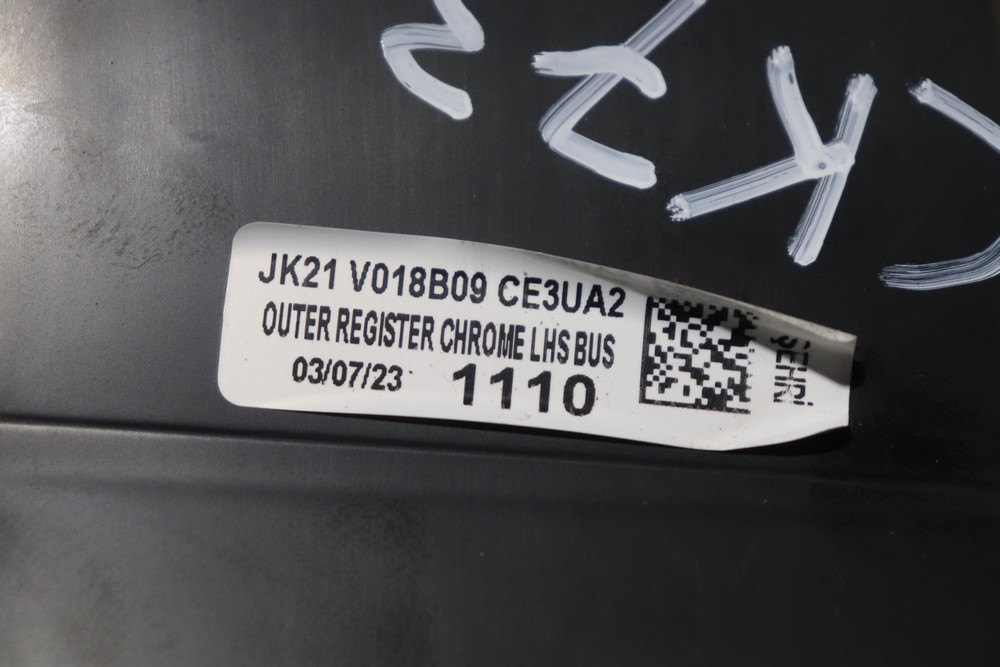 JK21 V018B09 CE3UA2
OUTER REGISTER CHROME LHS BUS
03/07/23 1110